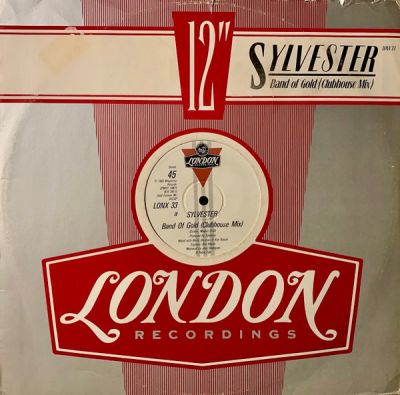 12"
SYLVESTER
LONX 33
Band of Gold (Clubhouse Mix)
LONDON
45
LONX 33
SYLVESTER
Band Of Gold (Clubhouse Mix)
LONDON
RECORDINGS